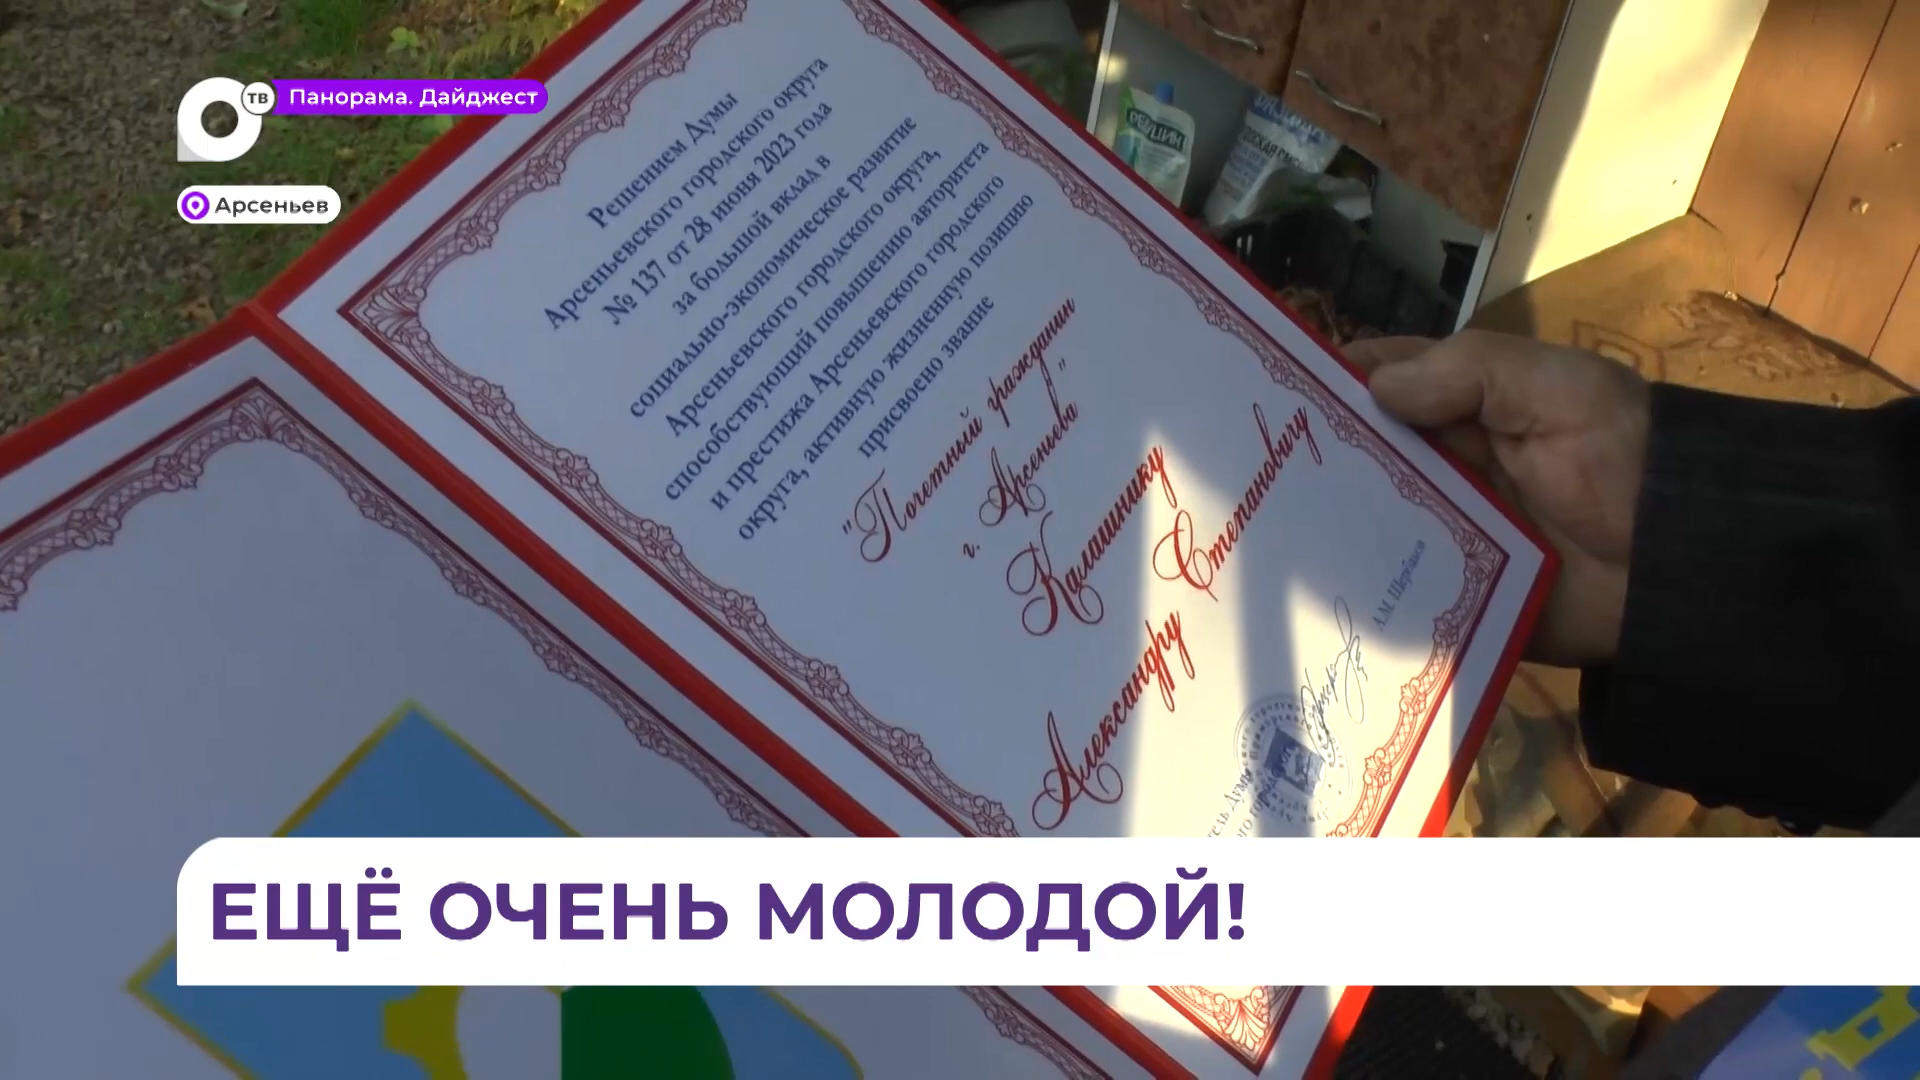 ТВ
Панорама. Дайджест
Арсеньев
Решением Думы
Арсеньевского городского округа
№ 137 от 28 июня 2023 года
за большой вклад в
социально-экономическое развитие
Арсеньевского городского округа,
способствующий повышению авторитета
и престижа Арсеньевского городского
округа, активную жизненную позицию
присвоено звание
"Почетный гражданин
г. Арсеньева"
Калашнику
Александру Степановичу
А.М. Щербаков
ЕЩЁ ОЧЕНЬ МОЛОДОЙ!